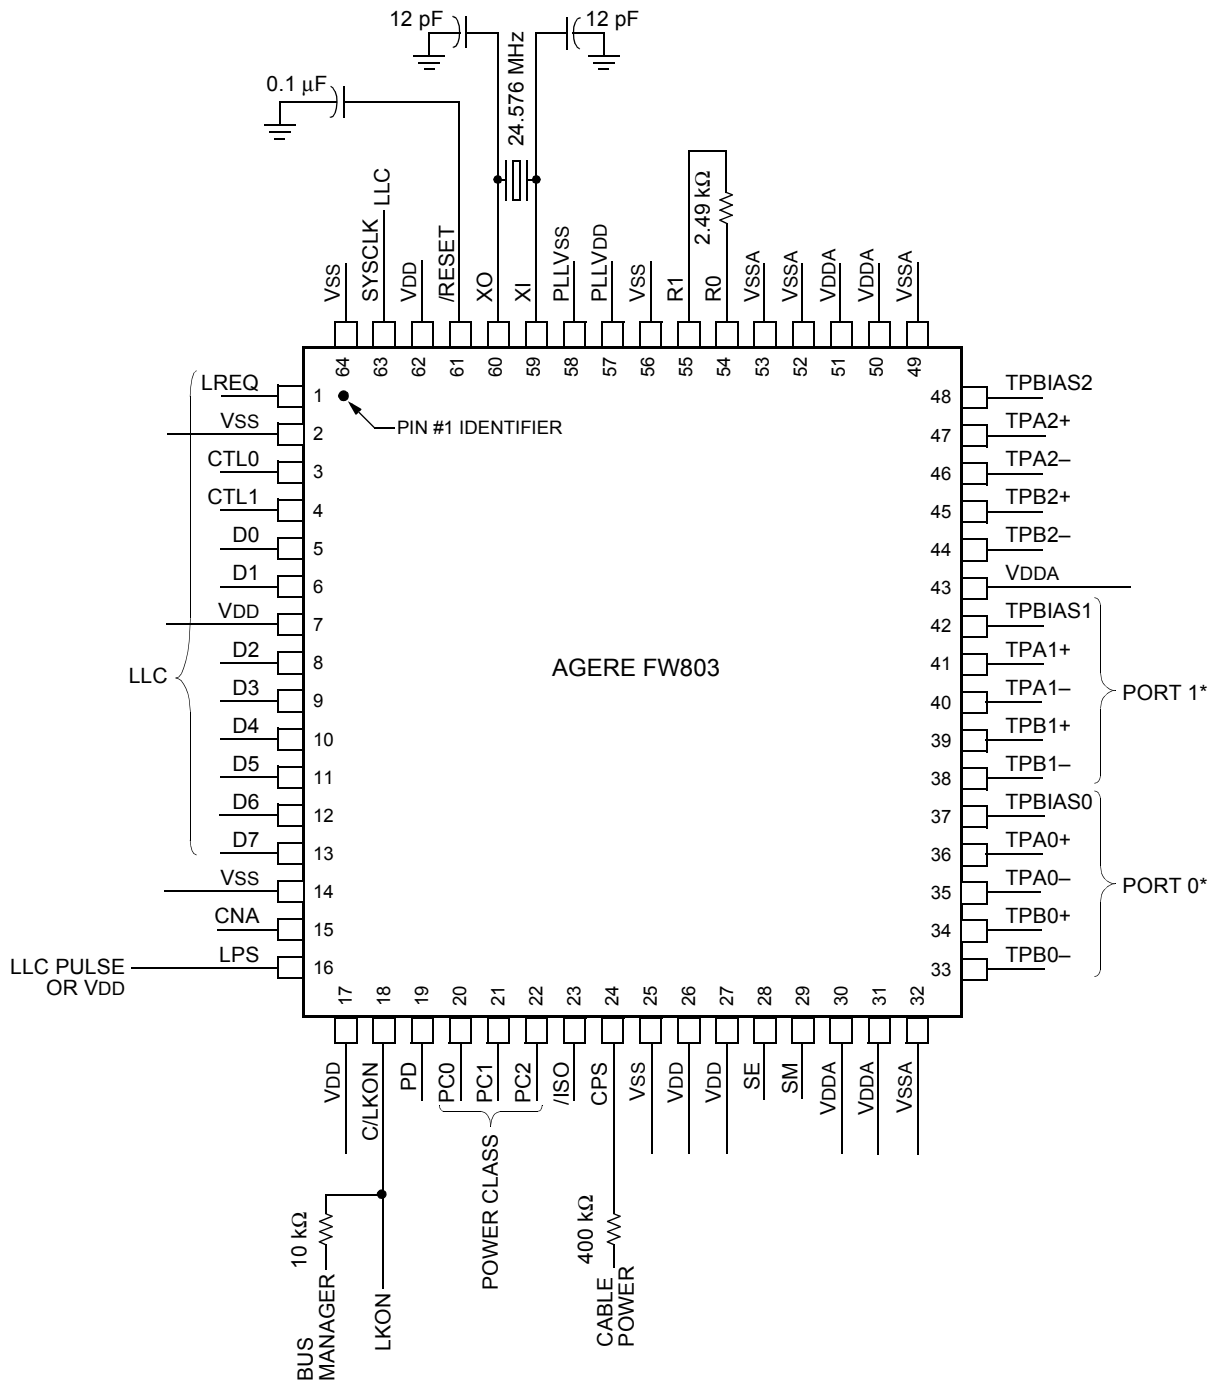 12 pF
12 pF
0.1 µF
24.576 MHz
2.49 kΩ
LLC
VSS
SYSCLK
VDD
/RESET
XO
XI
PLLVSS
PLLVDD
VSS
R1
R0
VSSA
VSSA
VDDA
VDDA
VSSA
64
63
62
61
60
59
58
57
56
55
54
53
52
51
50
49
LREQ 1
VSS 2
CTL0 3
CTL1 4
D0 5
D1 6
VDD 7
D2 8
D3 9
D4 10
D5 11
D6 12
D7 13
VSS 14
CNA 15
LPS 16
LLC
LLC PULSE
OR VDD
PIN #1 IDENTIFIER
AGERE FW803
48 TPBIAS2
47 TPA2+
46 TPA2–
45 TPB2+
44 TPB2–
43 VDDA
42 TPBIAS1
41 TPA1+
40 TPA1–
39 TPB1+
38 TPB1–
37 TPBIAS0
36 TPA0+
35 TPA0–
34 TPB0+
33 TPB0–
PORT 1*
PORT 0*
17
18
19
20
21
22
23
24
25
26
27
28
29
30
31
32
VDD
C/LKON
PD
PC0
PC1
PC2
/ISO
CPS
VSS
VDD
VDD
SE
SM
VDDA
VDDA
VSSA
10 kΩ
BUS
MANAGER
LKON
POWER CLASS
400 kΩ
CABLE
POWER